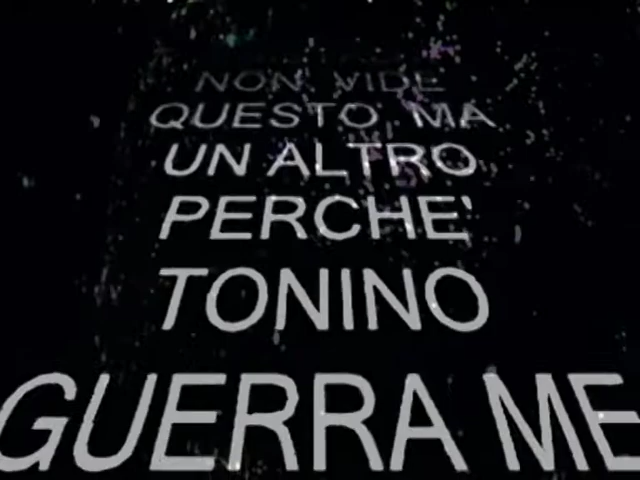 NON VIDE
QUESTO MA
UN ALTRO
PERCHE'
TONINO
GUERRA ME